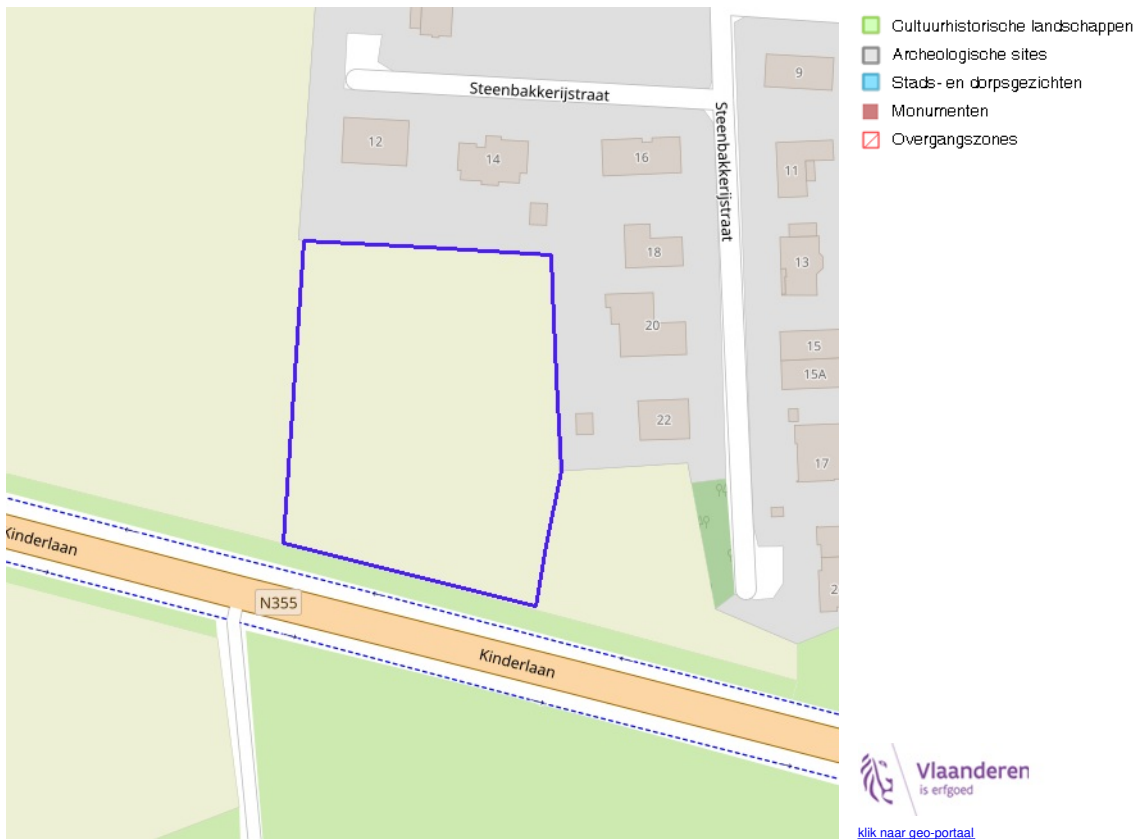 Steenbakkerijstraat
9
12
14
16
11
Steenbakkerijstraat
18
13
20
15
15A
22
17
Kinderlaan
N355
Kinderlaan
2
Cultuurhistorische landschappen
Archeologische sites
Stads- en dorpsgezichten
Monumenten
Overgangszones
Vlaanderen
is erfgoed
klik naar geo-portaal